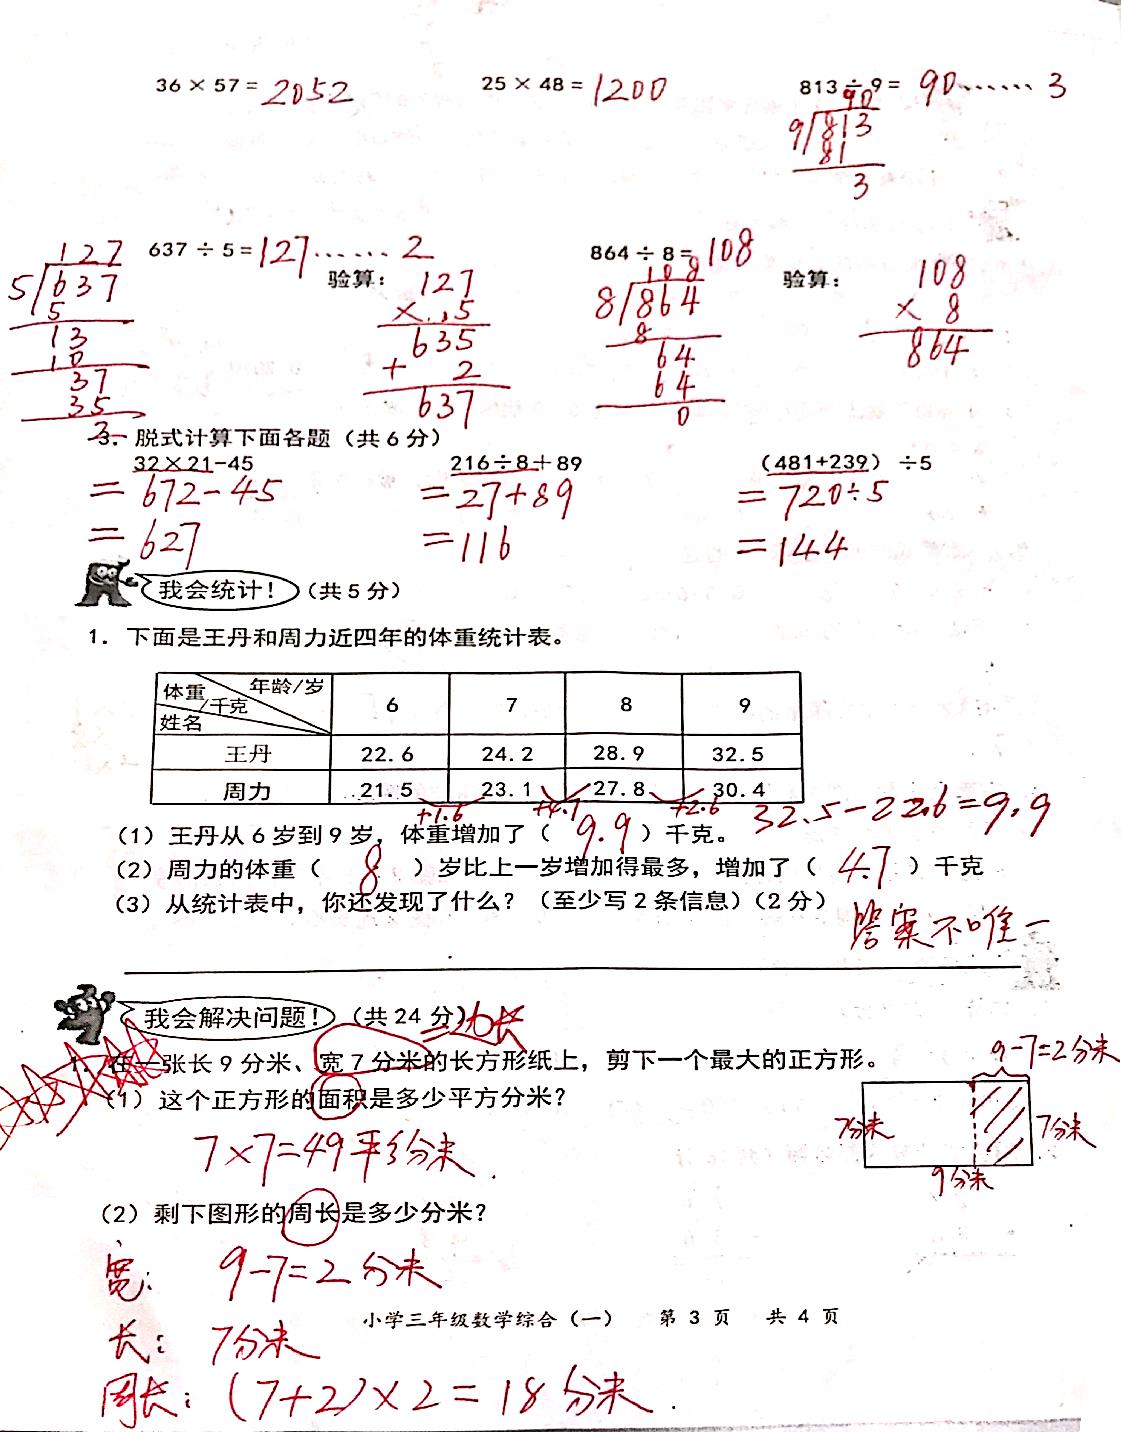 36 × 57 = 2052 25 × 48 = 1200 813 ÷ 9 = 90……3
90
9 813
81
3
637 ÷ 5 = 127……2 864 ÷ 8 = 108
127
5 637
5
13
10
37
35
2
验算：
127
× 5
635
+ 2
637
108
8 864
8
64
64
0
验算：
108
× 8
864
3. 脱式计算下面各题（共 6 分）
32×21-45 216÷8+89 （481+239） ÷5
= 672-45 = 27+89 = 720÷5
= 627 = 116 = 144
我会统计！（共 5 分）
1. 下面是王丹和周力近四年的体重统计表。
体重/千克 年龄/岁 姓名 6 7 8 9
王丹 22.6 24.2 28.9 32.5
周力 21.5 23.1 27.8 30.4
+1.6 +4.7 +2.6
32.5-22.6=9.9
（1）王丹从 6 岁到 9 岁，体重增加了（ 9.9 ）千克。
（2）周力的体重（ 8 ）岁比上一岁增加得最多，增加了（ 4.7 ）千克
（3）从统计表中，你还发现了什么？（至少写 2 条信息）（2 分）
答案不唯一
我会解决问题！（共 24 分）
=边长
1. 在一张长 9 分米、宽 7 分米的长方形纸上，剪下一个最大的正方形。
9-7=2分米
（1）这个正方形的面积是多少平方分米？
7分米 7分米
9分米
7×7=49平方分米
（2）剩下图形的周长是多少分米？
宽： 9-7=2分米
小学三年级数学综合（一） 第 3 页 共 4 页
长： 7分米
周长：(7+2)×2=18分米